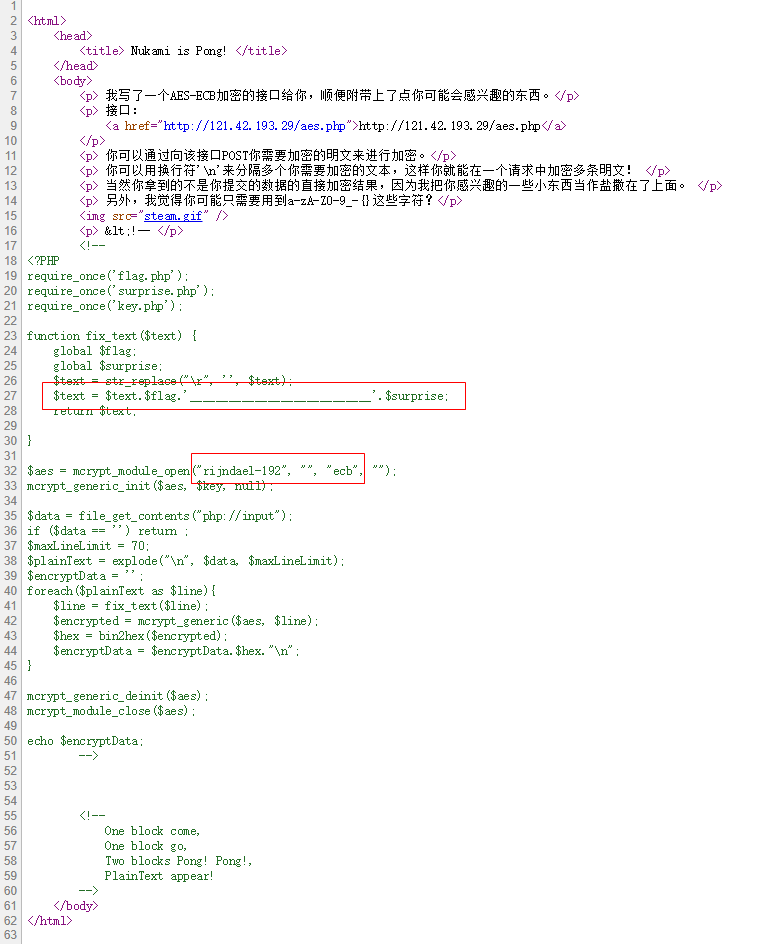 1
2 <html>
3 <head>
4 <title> Nukami is Pong! </title>
5 </head>
6 <body>
7 <p> 我写了一个AES-ECB加密的接口给你，顺便附带上了点你可能会感兴趣的东西。</p>
8 <p> 接口：
9 <a href="http://121.42.193.29/aes.php">http://121.42.193.29/aes.php</a>
10 </p>
11 <p> 你可以通过向该接口POST你需要加密的明文来进行加密。</p>
12 <p> 你可以用换行符'\n'来分隔多个你需要加密的文本，这样你就能在一个请求中加密多条明文！ </p>
13 <p> 当然你拿到的不是你提交的数据的直接加密结果，因为我把你感兴趣的一些小东西当作盐撒在了上面。 </p>
14 <p> 另外，我觉得你可能只需要用到a-zA-Z0-9_-{}这些字符？</p>
15 <img src="steam.gif" />
16 <p> &lt;!-- </p>
17 <!--
18 <?PHP
19 require_once('flag.php');
20 require_once('surprise.php');
21 require_once('key.php');
22
23 function fix_text($text) {
24 global $flag;
25 global $surprise;
26 $text = str_replace("\r", '', $text);
27 $text = $text.$flag.'____________________________'.$surprise;
28 return $text;
29
30 }
31
32 $aes = mcrypt_module_open("rijndael-192", "", "ecb", "");
33 mcrypt_generic_init($aes, $key, null);
34
35 $data = file_get_contents("php://input");
36 if ($data == '') return ;
37 $maxLineLimit = 70;
38 $plainText = explode("\n", $data, $maxLineLimit);
39 $encryptData = '';
40 foreach($plainText as $line){
41 $line = fix_text($line);
42 $encrypted = mcrypt_generic($aes, $line);
43 $hex = bin2hex($encrypted);
44 $encryptData = $encryptData.$hex."\n";
45 }
46
47 mcrypt_generic_deinit($aes);
48 mcrypt_module_close($aes);
49
50 echo $encryptData;
51 -->
52
53
54
55 <!--
56 One block come,
57 One block go,
58 Two blocks Pong! Pong!,
59 PlainText appear!
60 -->
61 </body>
62 </html>
63